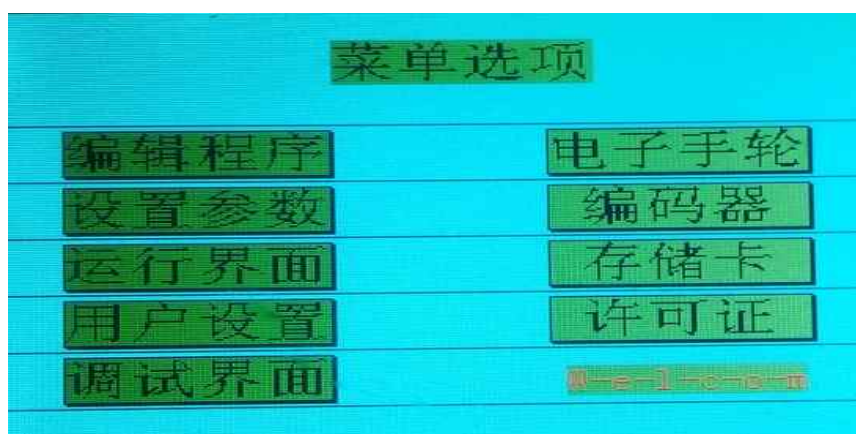 菜单选项
编辑程序 电子手轮
设置参数 编码器
运行界面 存储卡
用户设置 许可证
调试界面 W-e-l-c-o-m